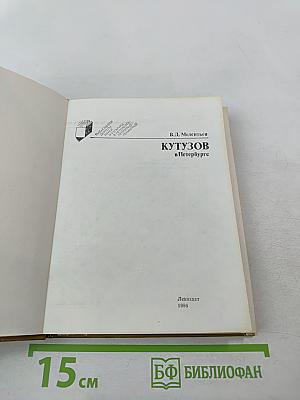 В.Д. Мелентьев
КУТУЗОВ
в Петербурге
Лениздат
1986
15 см
БФ БИБЛИОФАН